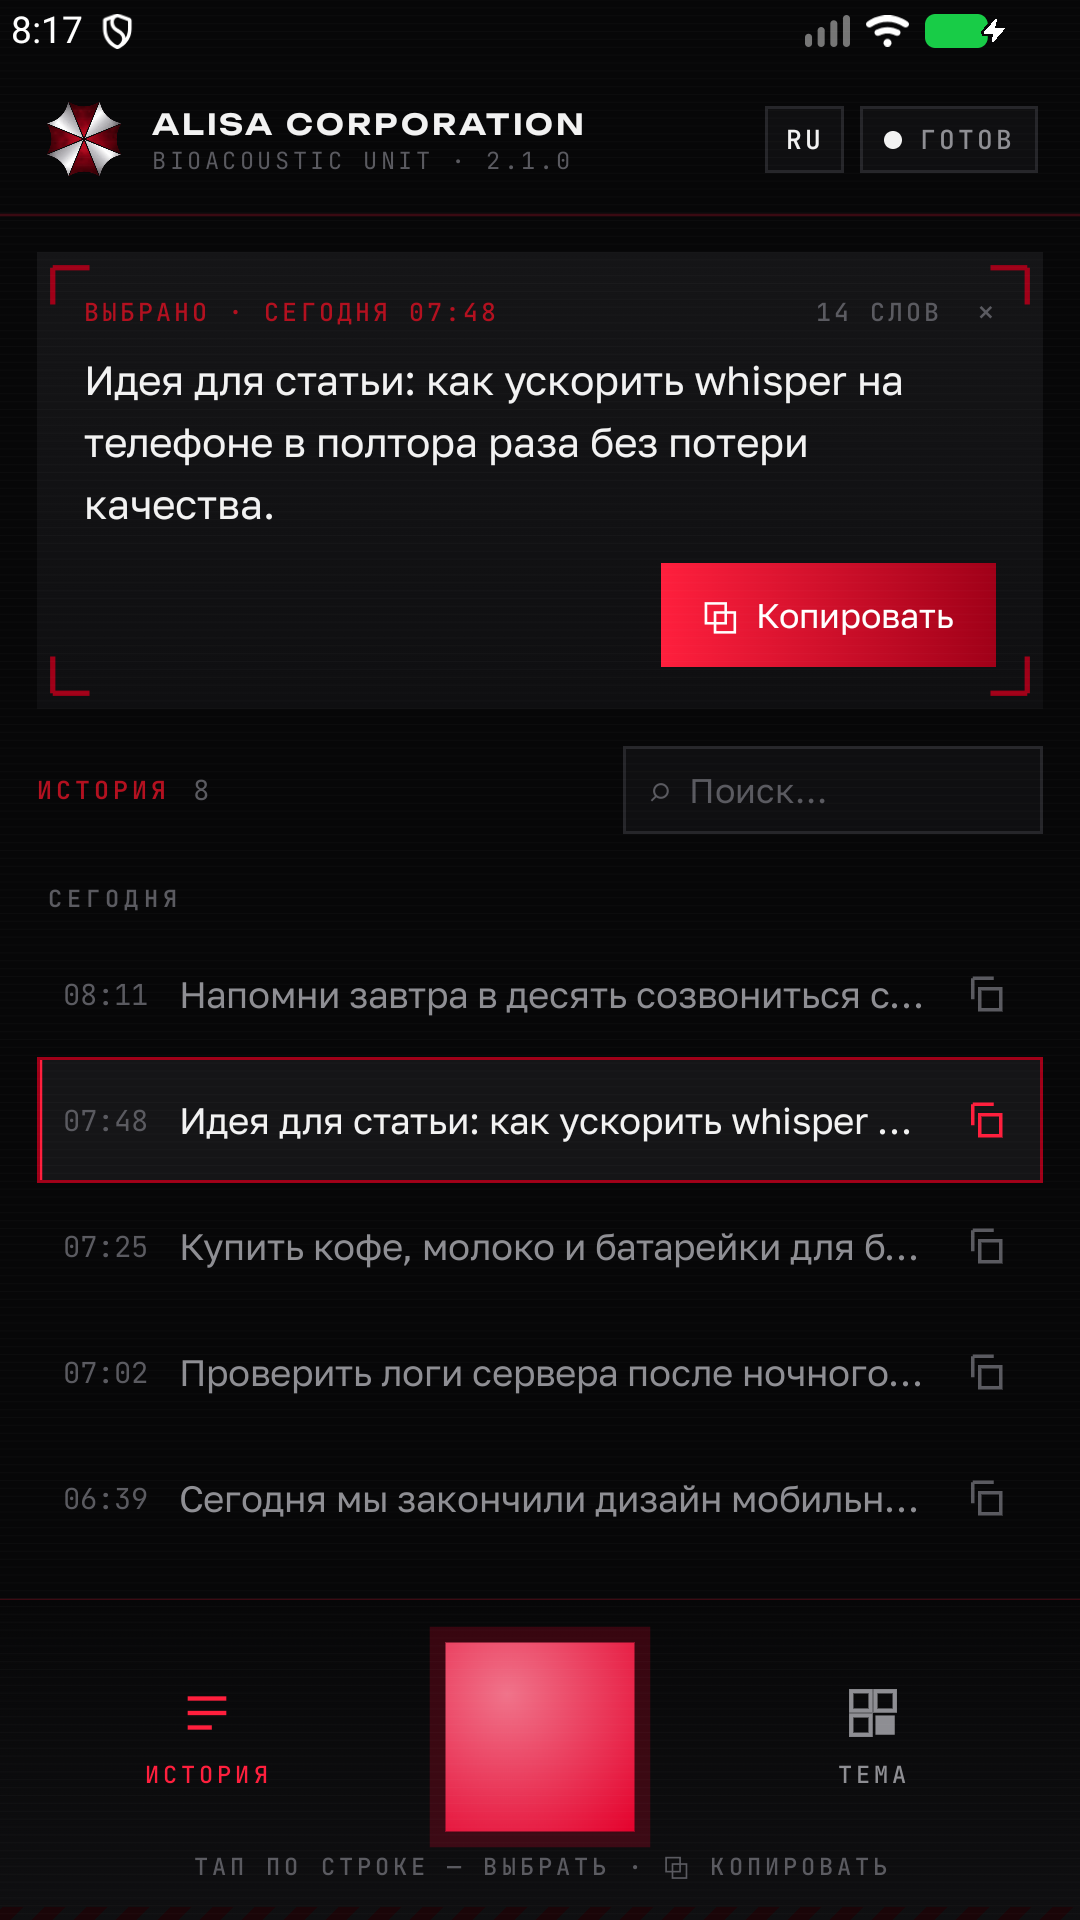 8:17
ALISA CORPORATION
BIOACOUSTIC UNIT · 2.1.0
RU
ГОТОВ
ВЫБРАНО · СЕГОДНЯ 07:48
14 СЛОВ ×
Идея для статьи: как ускорить whisper на
телефоне в полтора раза без потери
качества.
Копировать
ИСТОРИЯ 8
Поиск...
СЕГОДНЯ
08:11 Напомни завтра в десять созвониться с...
07:48 Идея для статьи: как ускорить whisper ...
07:25 Купить кофе, молоко и батарейки для б...
07:02 Проверить логи сервера после ночного...
06:39 Сегодня мы закончили дизайн мобильн...
ИСТОРИЯ
ТЕМА
ТАП ПО СТРОКЕ — ВЫБРАТЬ · КОПИРОВАТЬ